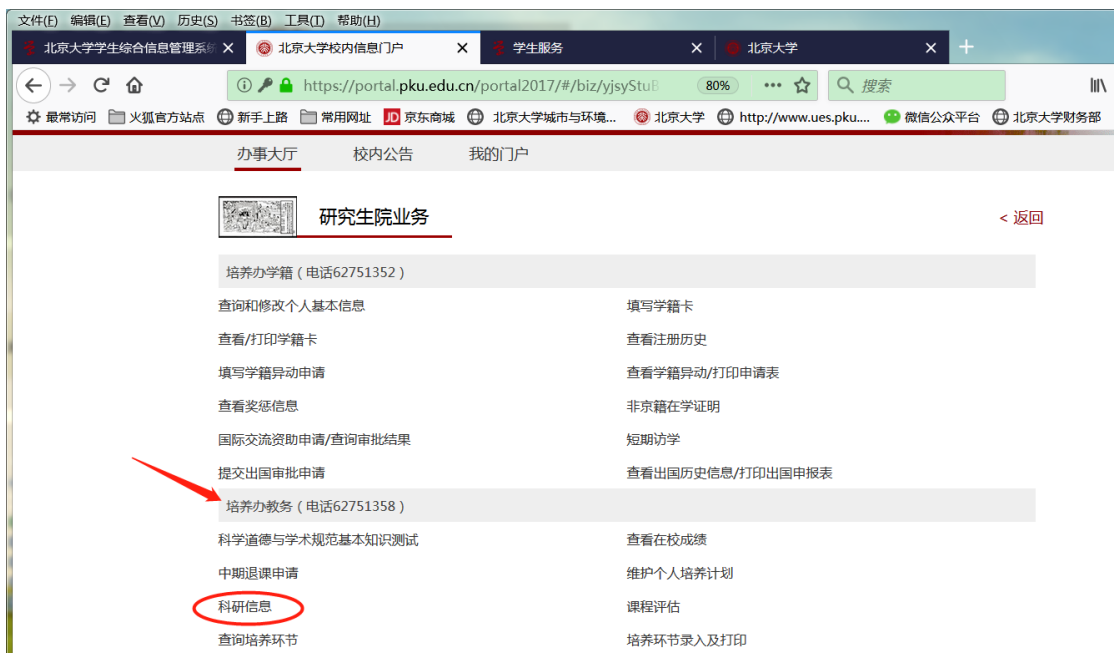 文件(F) 编辑(E) 查看(V) 历史(S) 书签(B) 工具(T) 帮助(H)
北京大学学生综合信息管理系统 北京大学校内信息门户 学生服务 北京大学
https://portal.pku.edu.cn/portal2017/#/biz/yjsyStuB 80% 搜索
最常访问 火狐官方站点 新手上路 常用网址 JD 京东商城 北京大学城市与环境... 北京大学 http://www.ues.pku.... 微信公众平台 北京大学财务部
办事大厅 校内公告 我的门户
研究生院业务 < 返回
培养办学籍 ( 电话62751352 )
查询和修改个人基本信息 填写学籍卡
查看/打印学籍卡 查看注册历史
填写学籍异动申请 查看学籍异动/打印申请表
查看奖惩信息 非京籍在学证明
国际交流资助申请/查询审批结果 短期访学
提交出国审批申请 查看出国历史信息/打印出国申报表
培养办教务 ( 电话62751358 )
科学道德与学术规范基本知识测试 查看在校成绩
中期退课申请 维护个人培养计划
科研信息 课程评估
查询培养环节 培养环节录入及打印